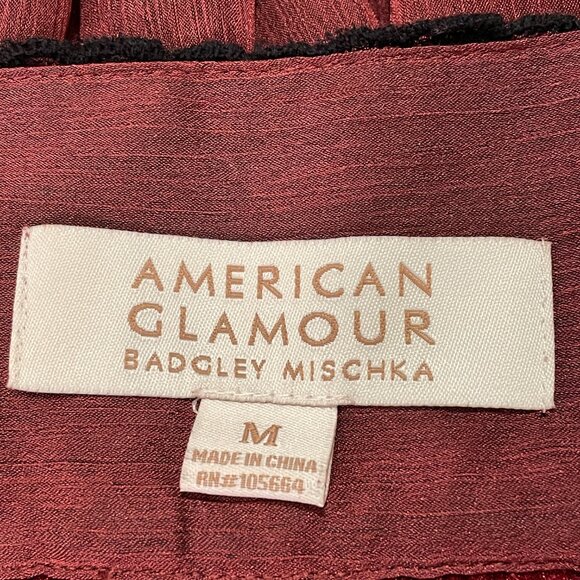 AMERICAN
GLAMOUR
BADGLEY MISCHKA
M
MADE IN CHINA
RN#105664